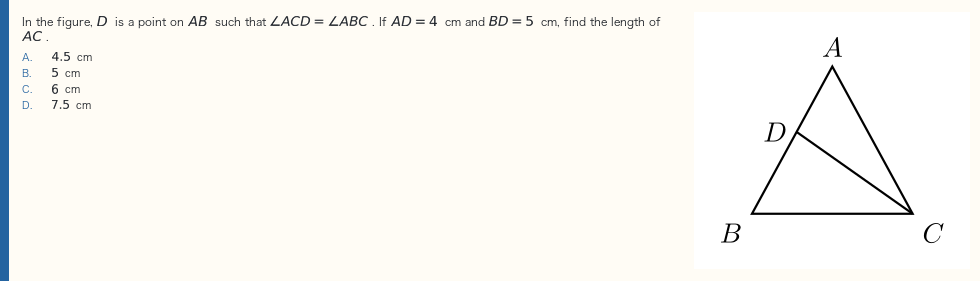 In the figure, D is a point on AB such that ∠ACD = ∠ABC . If AD = 4 cm and BD = 5 cm, find the length of
AC .
A. 4.5 cm
B. 5 cm
C. 6 cm
D. 7.5 cm
A
D
B
C